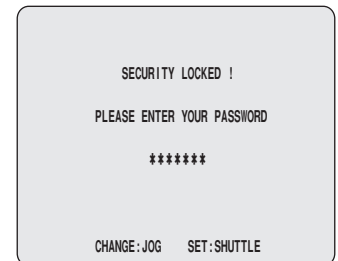 SECURITY LOCKED !
PLEASE ENTER YOUR PASSWORD
*******
CHANGE:JOG SET:SHUTTLE